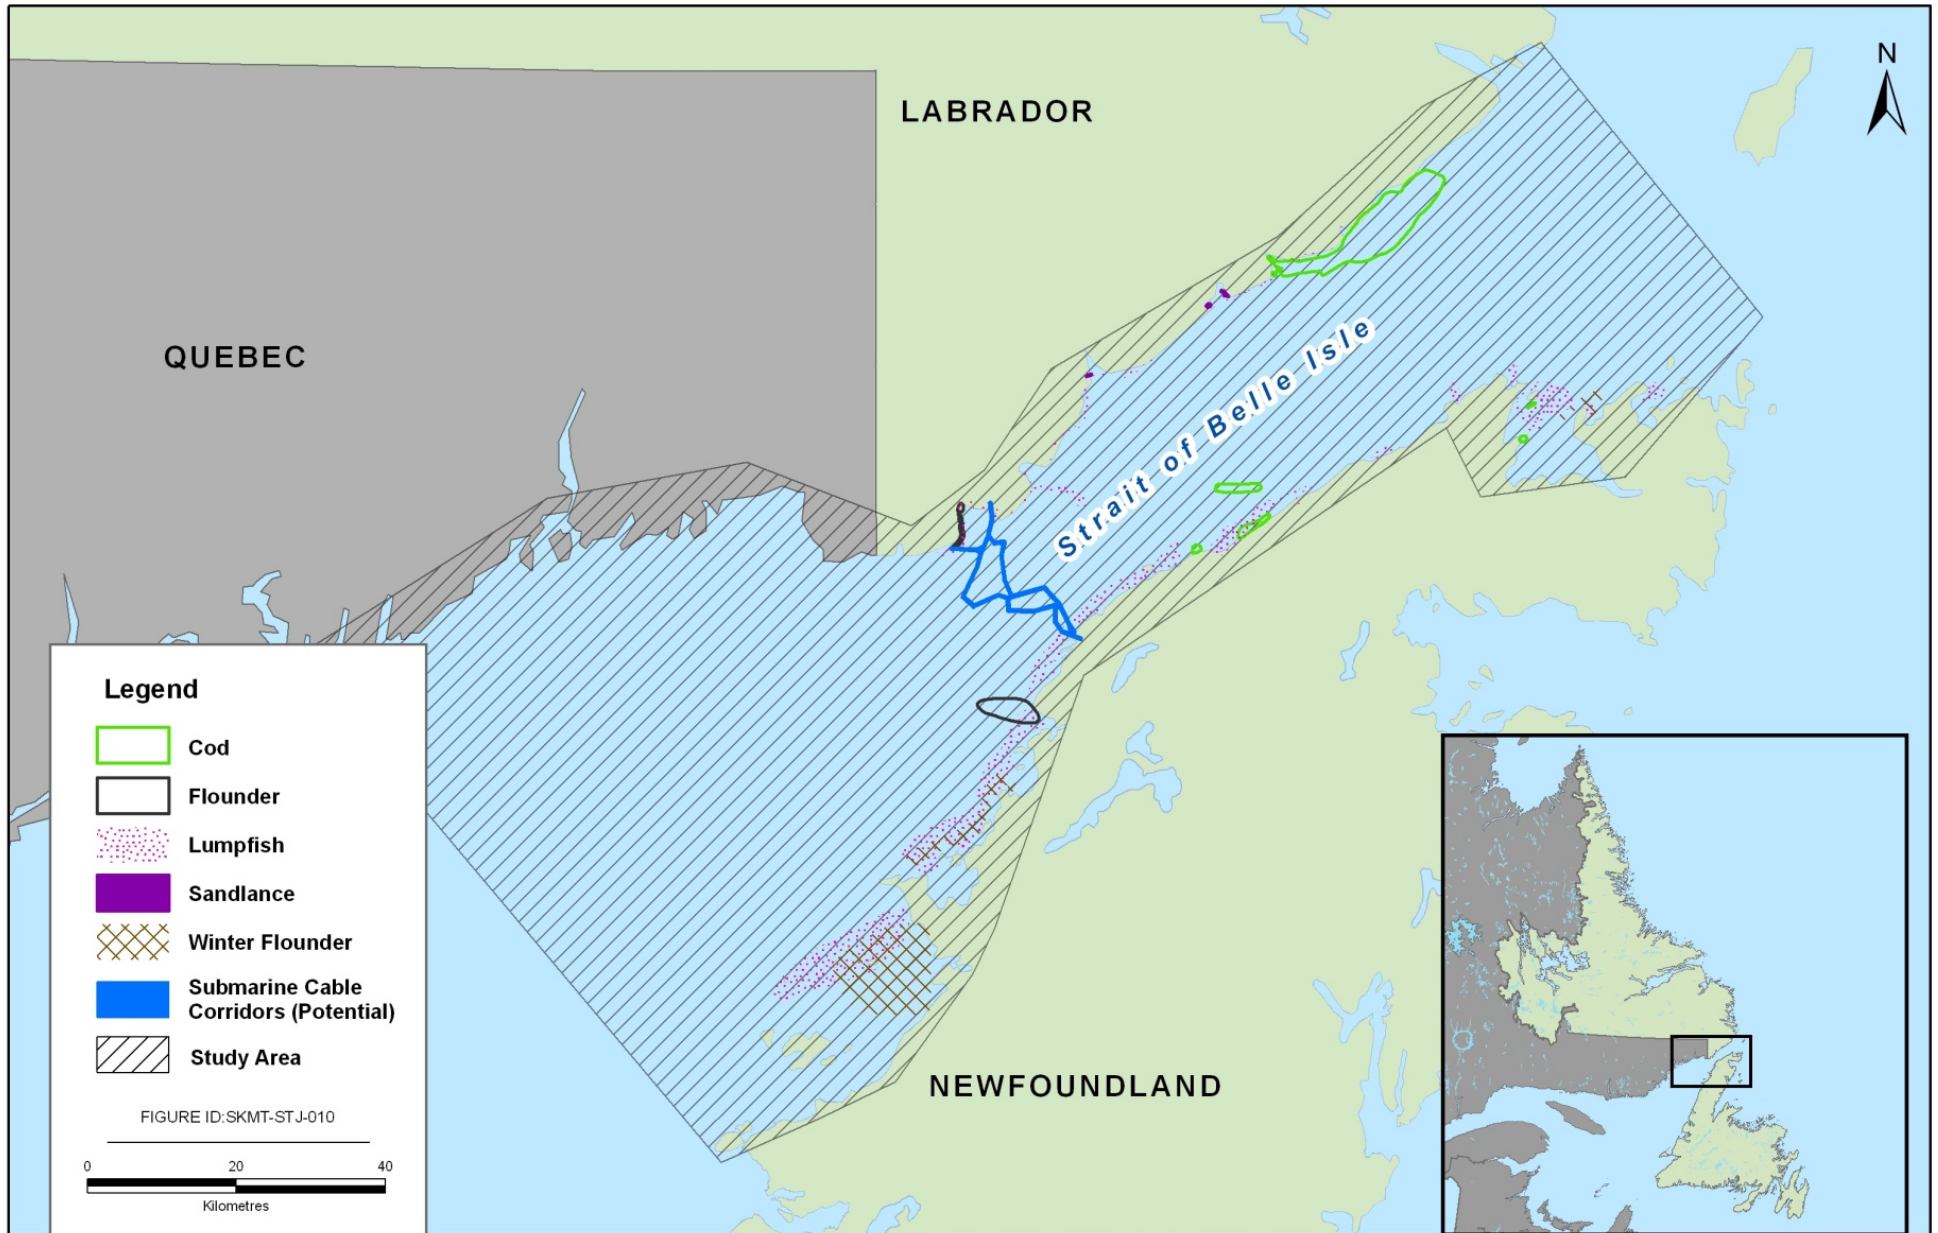 N
LABRADOR
QUEBEC
Strait of Belle Isle
NEWFOUNDLAND
Legend
Cod
Flounder
Lumpfish
Sandlance
Winter Flounder
Submarine Cable
Corridors (Potential)
Study Area
FIGURE ID:SKMT-STJ-010
0 20 40
Kilometres